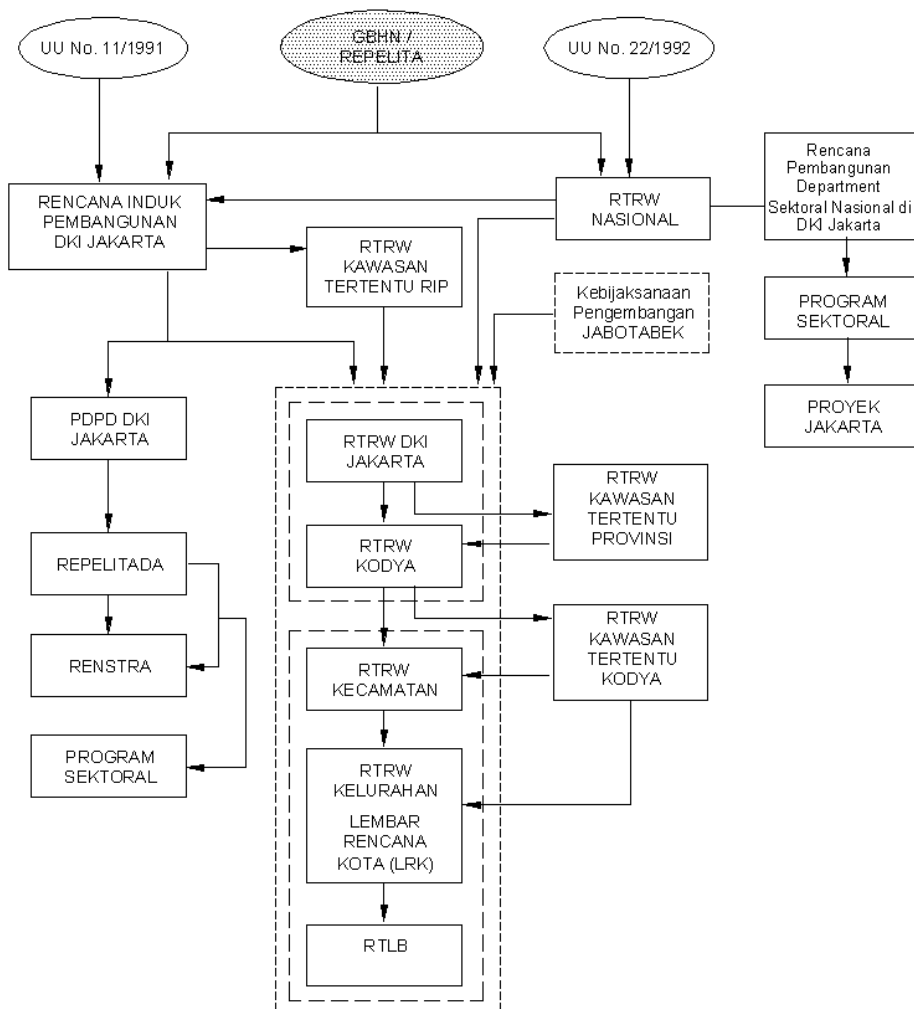 UU No. 11/1991
GBHN /
REPELITA
UU No. 22/1992
RENCANA INDUK
PEMBANGUNAN
DKI JAKARTA
RTRW
NASIONAL
Rencana
Pembangunan
Department
Sektoral Nasional di
DKI Jakarta
RTRW
KAWASAN
TERTENTU RIP
Kebijaksanaan
Pengembangan
JABOTABEK
PROGRAM
SEKTORAL
PDPD DKI
JAKARTA
RTRW DKI
JAKARTA
PROYEK
JAKARTA
RTRW
KAWASAN
TERTENTU
PROVINSI
REPELITADA
RTRW
KODYA
RENSTRA
RTRW
KECAMATAN
RTRW
KAWASAN
TERTENTU
KODYA
PROGRAM
SEKTORAL
RTRW
KELURAHAN
LEMBAR
RENCANA
KOTA (LRK)
RTLB